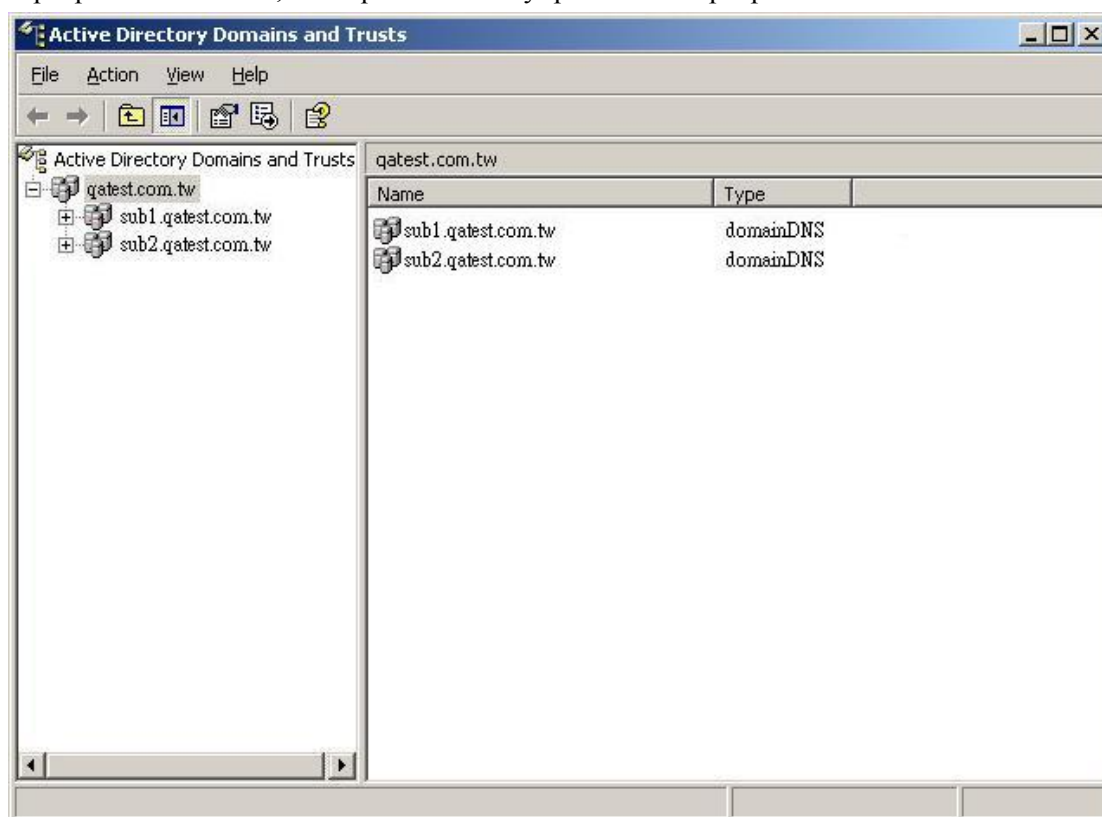 Active Directory Domains and Trusts
File Action View Help
Active Directory Domains and Trusts
qatest.com.tw
sub1.qatest.com.tw
sub2.qatest.com.tw
qatest.com.tw
Name Type
sub1.qatest.com.tw domainDNS
sub2.qatest.com.tw domainDNS